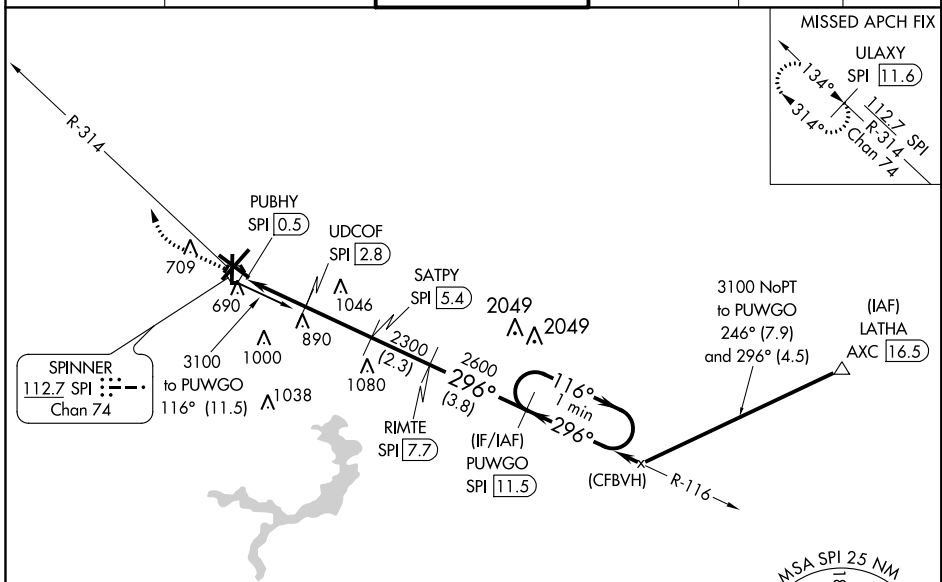 MISSED APCH FIX
ULAXY
SPI 11.6
134°
314°
112.7 SPI
R-314
Chan 74
R-314
PUBHY
SPI 0.5
UDCOF
SPI 2.8
SATPY
SPI 5.4
709
690
1046
890
1000
1038
1080
2049
2049
3100 NoPT
to PUWGO
246° (7.9)
and 296° (4.5)
(IAF)
LATHA
AXC 16.5
SPINNER
112.7 SPI
Chan 74
3100
to PUWGO
116° (11.5)
2300
(2.3)
2600
296°
(3.8)
116°
1 min
296°
RIMTE
SPI 7.7
(IF/IAF)
PUWGO
SPI 11.5
(CFBVH)
R-116
MSA SPI 25 NM